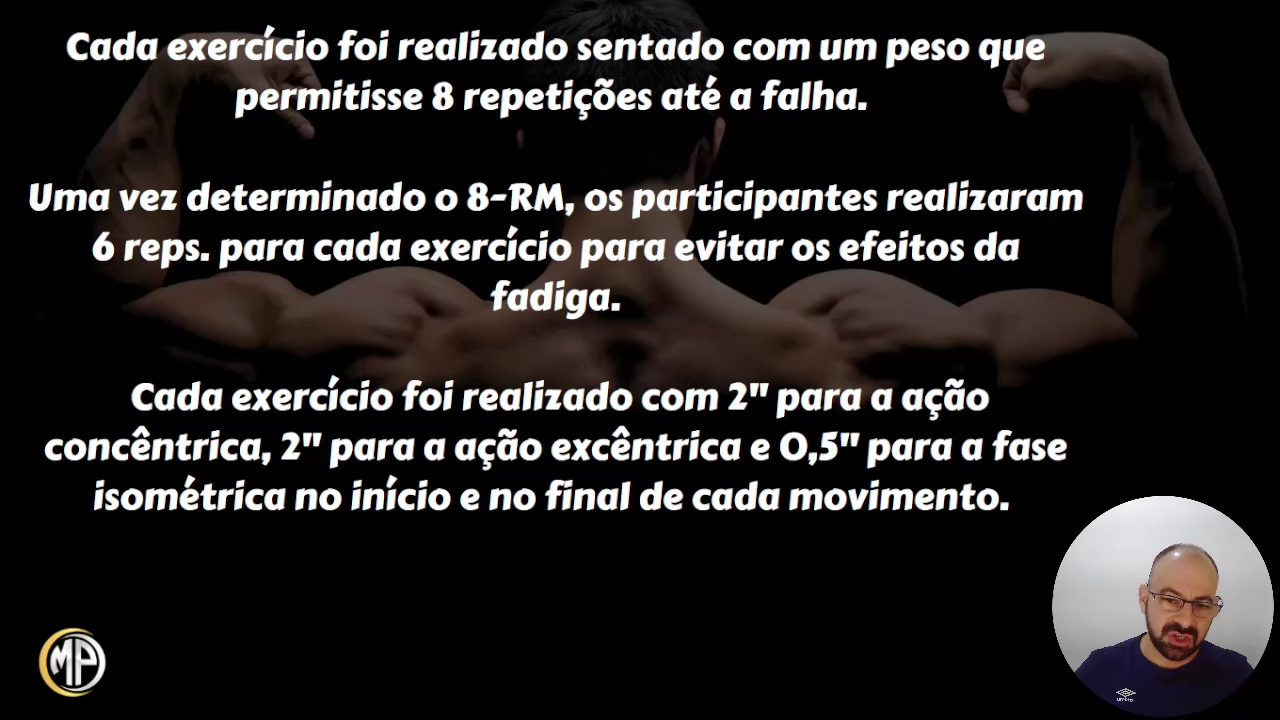 Cada exercício foi realizado sentado com um peso que
permitisse 8 repetições até a falha.
Uma vez determinado o 8-RM, os participantes realizaram
6 reps. para cada exercício para evitar os efeitos da
fadiga.
Cada exercício foi realizado com 2" para a ação
concêntrica, 2" para a ação excêntrica e 0,5" para a fase
isométrica no início e no final de cada movimento.
MP
umbro